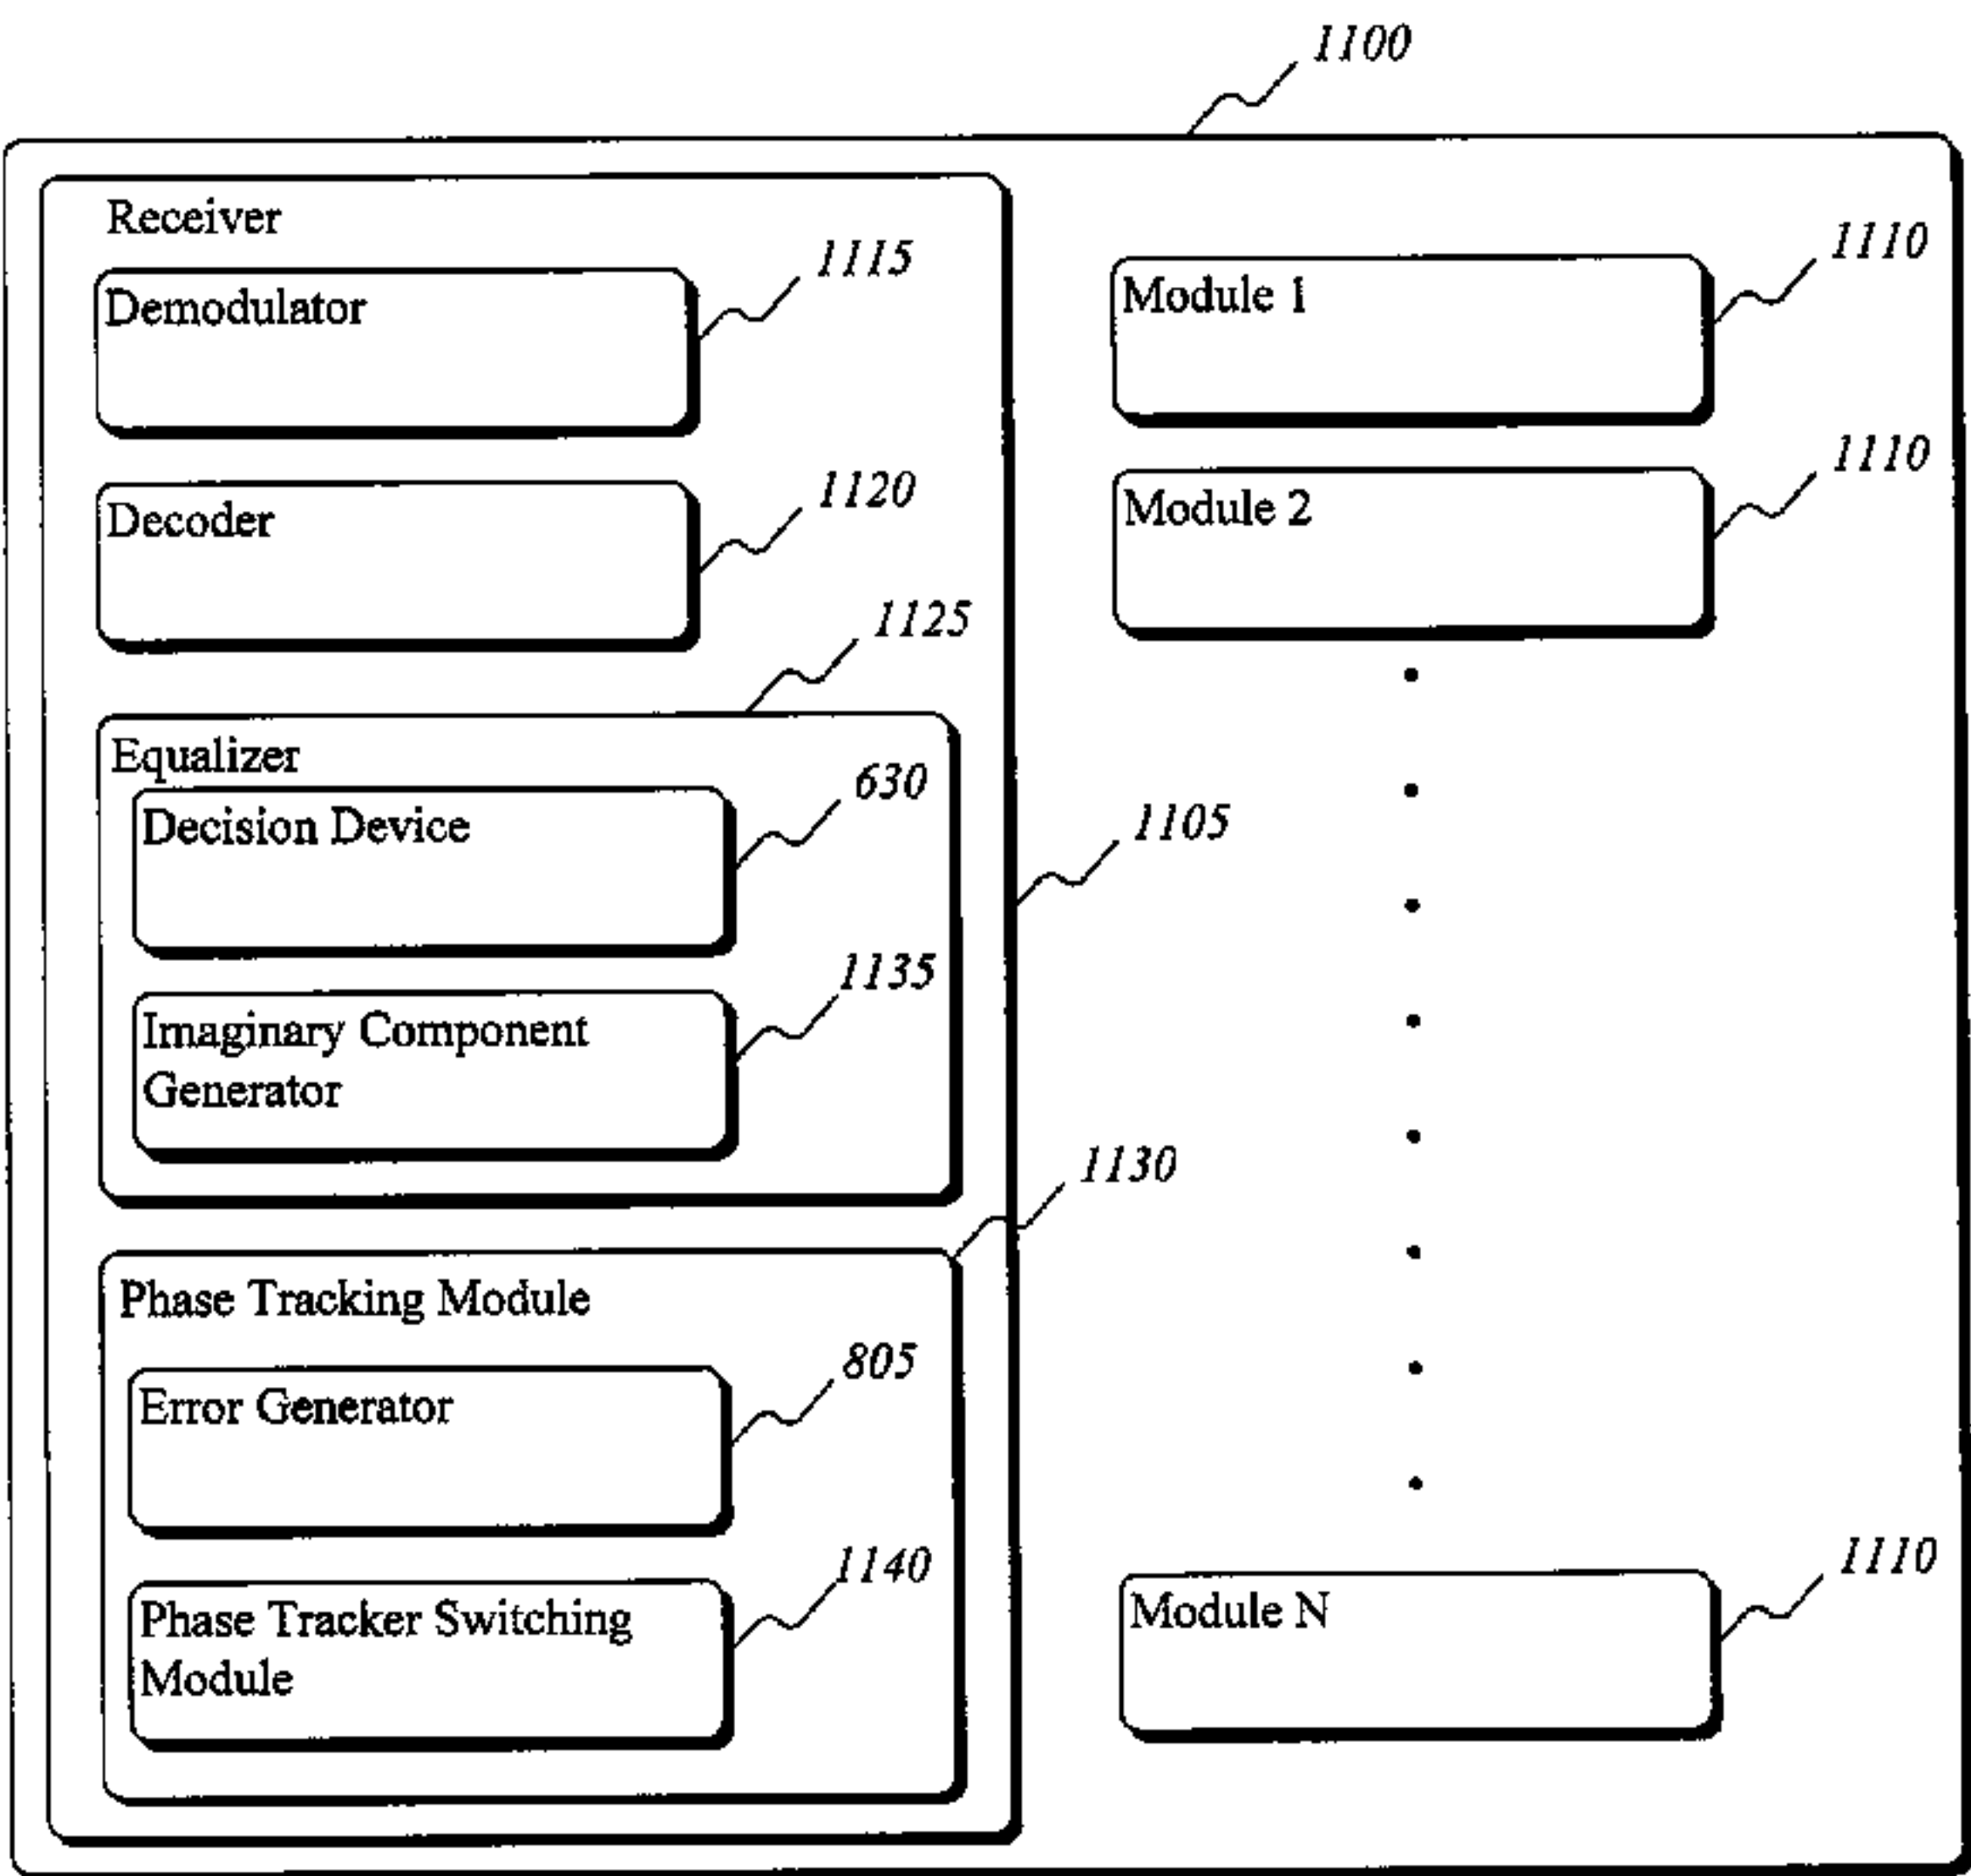 1100
Receiver
Demodulator
1115
Decoder
1120
1125
Equalizer
Decision Device
630
Imaginary Component
Generator
1135
1105
1130
Phase Tracking Module
Error Generator
805
Phase Tracker Switching
Module
1140
Module 1
1110
Module 2
1110
Module N
1110